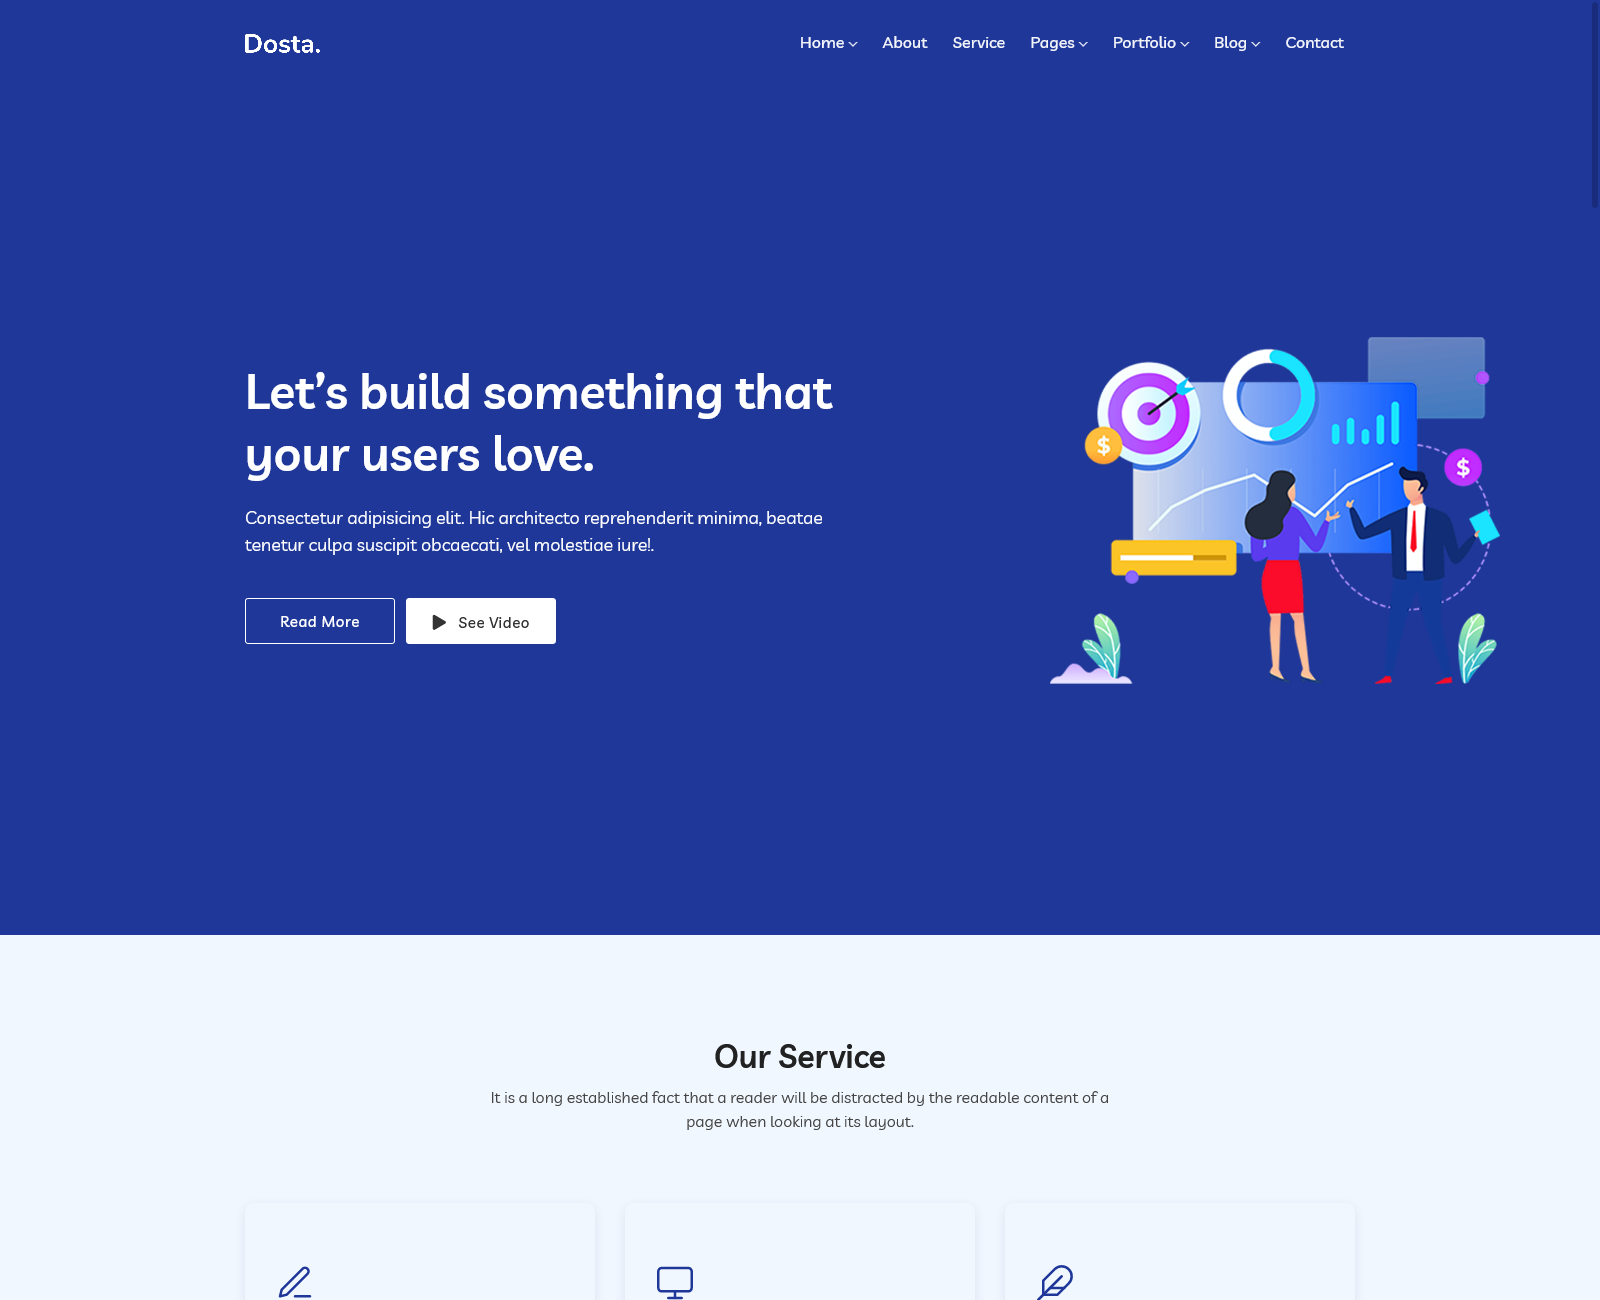 Dosta.
Home
About
Service
Pages
Portfolio
Blog
Contact
Let’s build something that
your users love.
Consectetur adipisicing elit. Hic architecto reprehenderit minima, beatae
tenetur culpa suscipit obcaecati, vel molestiae iure!.
Read More
See Video
$
$
Our Service
It is a long established fact that a reader will be distracted by the readable content of a
page when looking at its layout.